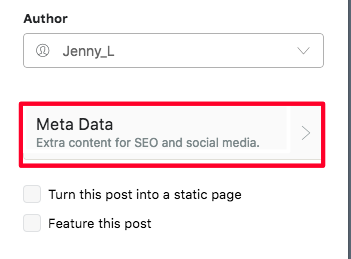 Author
Jenny_L
Meta Data
Extra content for SEO and social media.
Turn this post into a static page
Feature this post